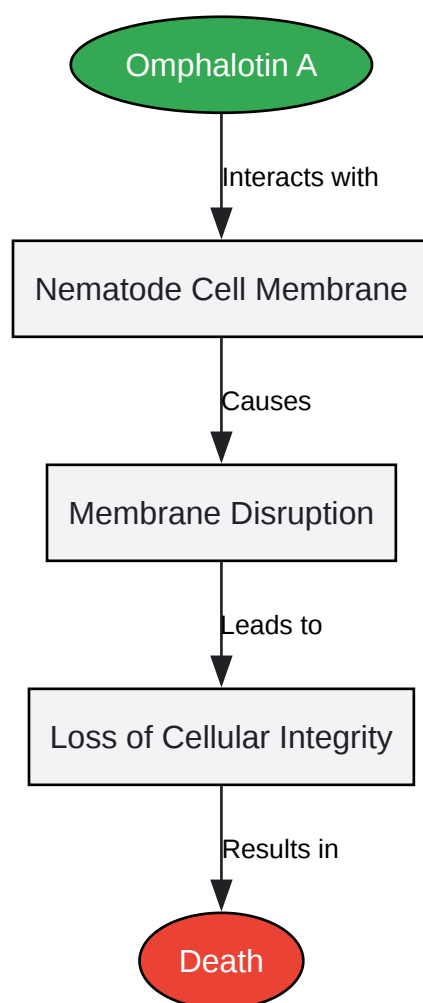 Omphalotin A
Interacts with
Nematode Cell Membrane
Causes
Membrane Disruption
Leads to
Loss of Cellular Integrity
Results in
Death